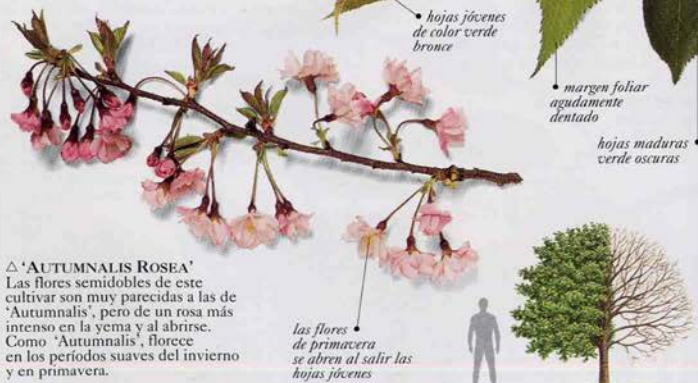 hojas jóvenes
de color verde
bronce
margen foliar
agudamente
dentado
hojas maduras
verde oscuras
△ 'AUTUMNALIS ROSEA'
Las flores semidobles de este
cultivar son muy parecidas a las de
'Autumnalis', pero de un rosa más
intenso en la yema y al abrirse.
Como 'Autumnalis', florece
en los períodos suaves del invierno
y en primavera.
las flores
de primavera
se abren al salir las
hojas jóvenes